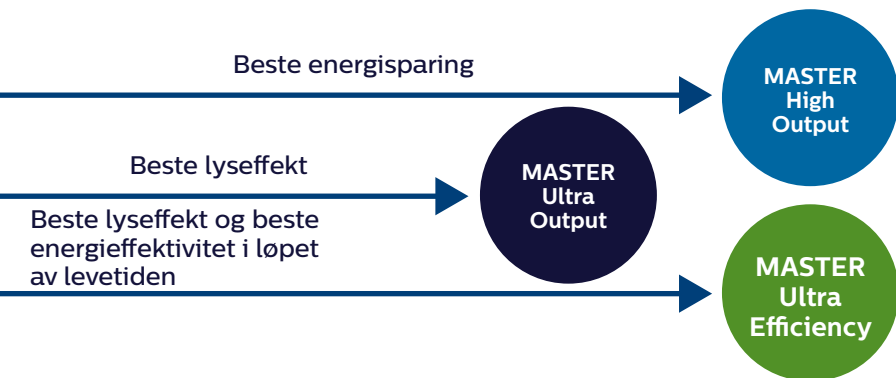 Beste energisparing
MASTER
High
Output
Beste lyseffekt
MASTER
Ultra
Output
Beste lyseffekt og beste
energieffektivitet i løpet
av levetiden
MASTER
Ultra
Efficiency